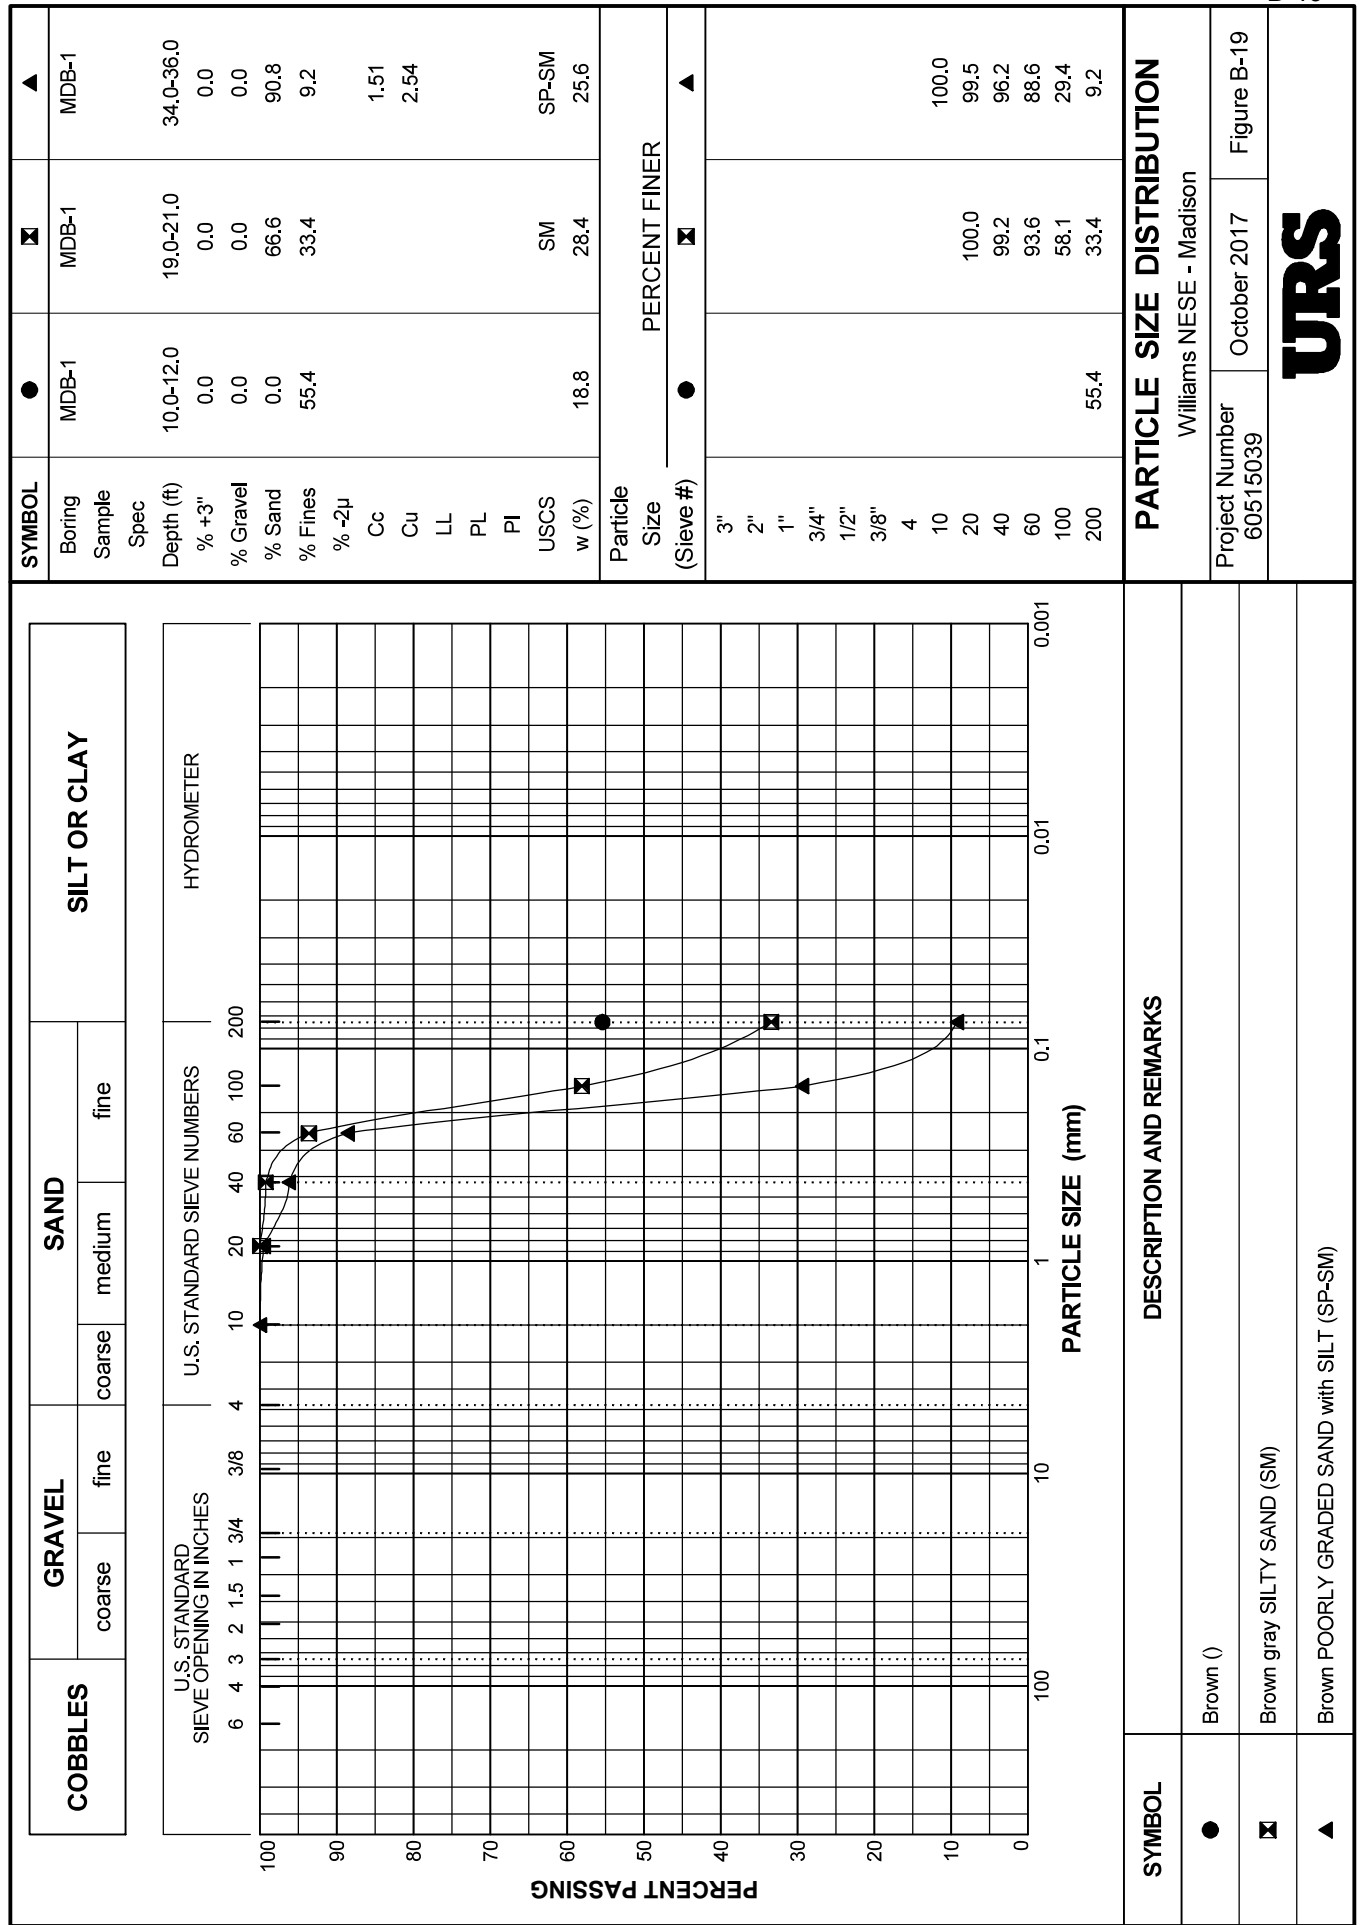 COBBLES
GRAVEL
SAND
SILT OR CLAY
coarse
fine
coarse
medium
fine
U.S. STANDARD
SIEVE OPENING IN INCHES
U.S. STANDARD SIEVE NUMBERS
HYDROMETER
6 4 3 2 1.5 1 3/4 3/8 4 10 20 40 60 100 200
100
90
80
70
60
50
40
30
20
10
0
PERCENT PASSING
100 10 1 0.1 0.01 0.001
PARTICLE SIZE (mm)
SYMBOL
Boring MDB-1 MDB-1 MDB-1
Sample
Spec
Depth (ft) 10.0-12.0 19.0-21.0 34.0-36.0
% +3" 0.0 0.0 0.0
% Gravel 0.0 0.0 0.0
% Sand 0.0 66.6 90.8
% Fines 55.4 33.4 9.2
% -2µ
Cc 1.51
Cu 2.54
LL
PL
PI
USCS SM SP-SM
w (%) 18.8 28.4 25.6
Particle
Size
(Sieve #)
PERCENT FINER
3"
2"
1"
3/4"
1/2"
3/8"
4
10 100.0
20 100.0 99.5
40 99.2 96.2
60 93.6 88.6
100 58.1 29.4
200 55.4 33.4 9.2
SYMBOL
DESCRIPTION AND REMARKS
Brown ()
Brown gray SILTY SAND (SM)
Brown POORLY GRADED SAND with SILT (SP-SM)
PARTICLE SIZE DISTRIBUTION
Williams NESE - Madison
Project Number
60515039
October 2017
Figure B-19
URS